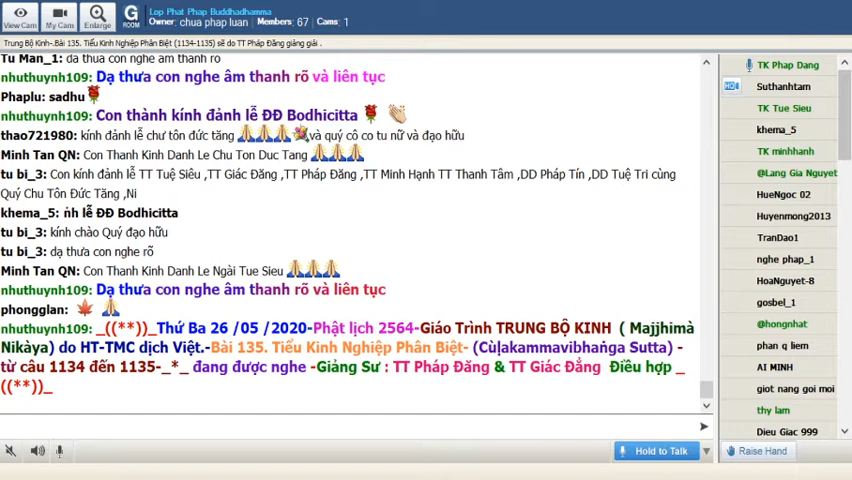 View Cam
My Cam
Enlarge
G
ROOM
Lop Phat Phap Buddhadhamma
Owner: chua phap luan / Members: 67 / Cams: 1
Trung Bộ Kinh-.Bài 135. Tiểu Kinh Nghiệp Phân Biệt (1134-1135) sẽ do TT Pháp Đăng giảng giải .
Tu Man_1: da thua con nghe am thanh ro
nhuthuynh109: Dạ thưa con nghe âm thanh rõ và liên tục
Phaplu: sadhu
nhuthuynh109: Con thành kính đảnh lễ ĐĐ Bodhicitta
thao721980: kính đảnh lễ chư tôn đức tăng và quý cô co tu nữ và đạo hữu
Minh Tan QN: Con Thanh Kinh Danh Le Chu Ton Duc Tang
tu bi_3: Con kính đảnh lễ TT Tuệ Siêu ,TT Giác Đăng ,TT Pháp Đăng ,TT Minh Hạnh TT Thanh Tâm ,DD Pháp Tín ,DD Tuệ Tri cùng
Quý Chu Tôn Đức Tăng ,Ni
khema_5: ṅh lễ ĐĐ Bodhicitta
tu bi_3: kính chào Quý đạo hữu
tu bi_3: dạ thưa con nghe rõ
Minh Tan QN: Con Thanh Kinh Danh Le Ngài Tue Sieu
nhuthuynh109: Dạ thưa con nghe âm thanh rõ và liên tục
phongglan:
nhuthuynh109: _((**))_Thứ Ba 26 /05 /2020-Phật lịch 2564-Giáo Trình TRUNG BỘ KINH ( Majjhimà
Nikàya) do HT-TMC dịch Việt.-Bài 135. Tiểu Kinh Nghiệp Phân Biệt- (Cùḷakammavibhaṅga Sutta) -
từ câu 1134 đến 1135-_*_ đang được nghe -Giảng Sư : TT Pháp Đăng & TT Giác Đẳng Điều hợp _
((**))_
Hold to Talk
TK Phap Dang
Suthanhtam
TK Tue Sieu
khema_5
TK minhhanh
@Lang Gia Nguyet
HueNgoc 02
Huyenmong2013
TranDao1
nghe phap_1
HoaNguyet-8
gosbel_1
@hongnhat
phan q liem
AI MINH
giot nang goi moi
thy lam
Dieu Giac 999
Raise Hand